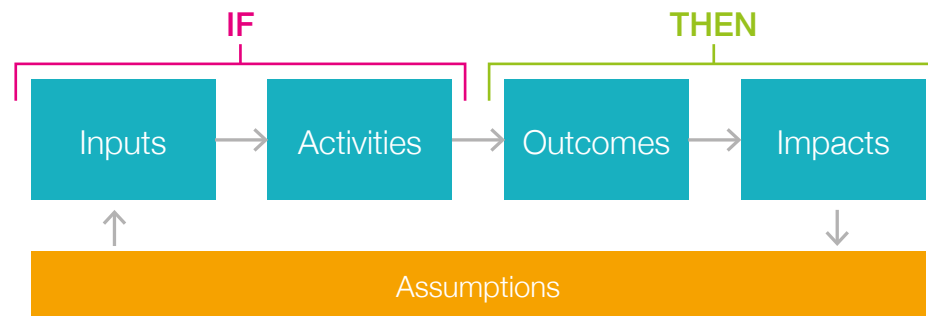 IF
THEN
Inputs
Activities
Outcomes
Impacts
Assumptions